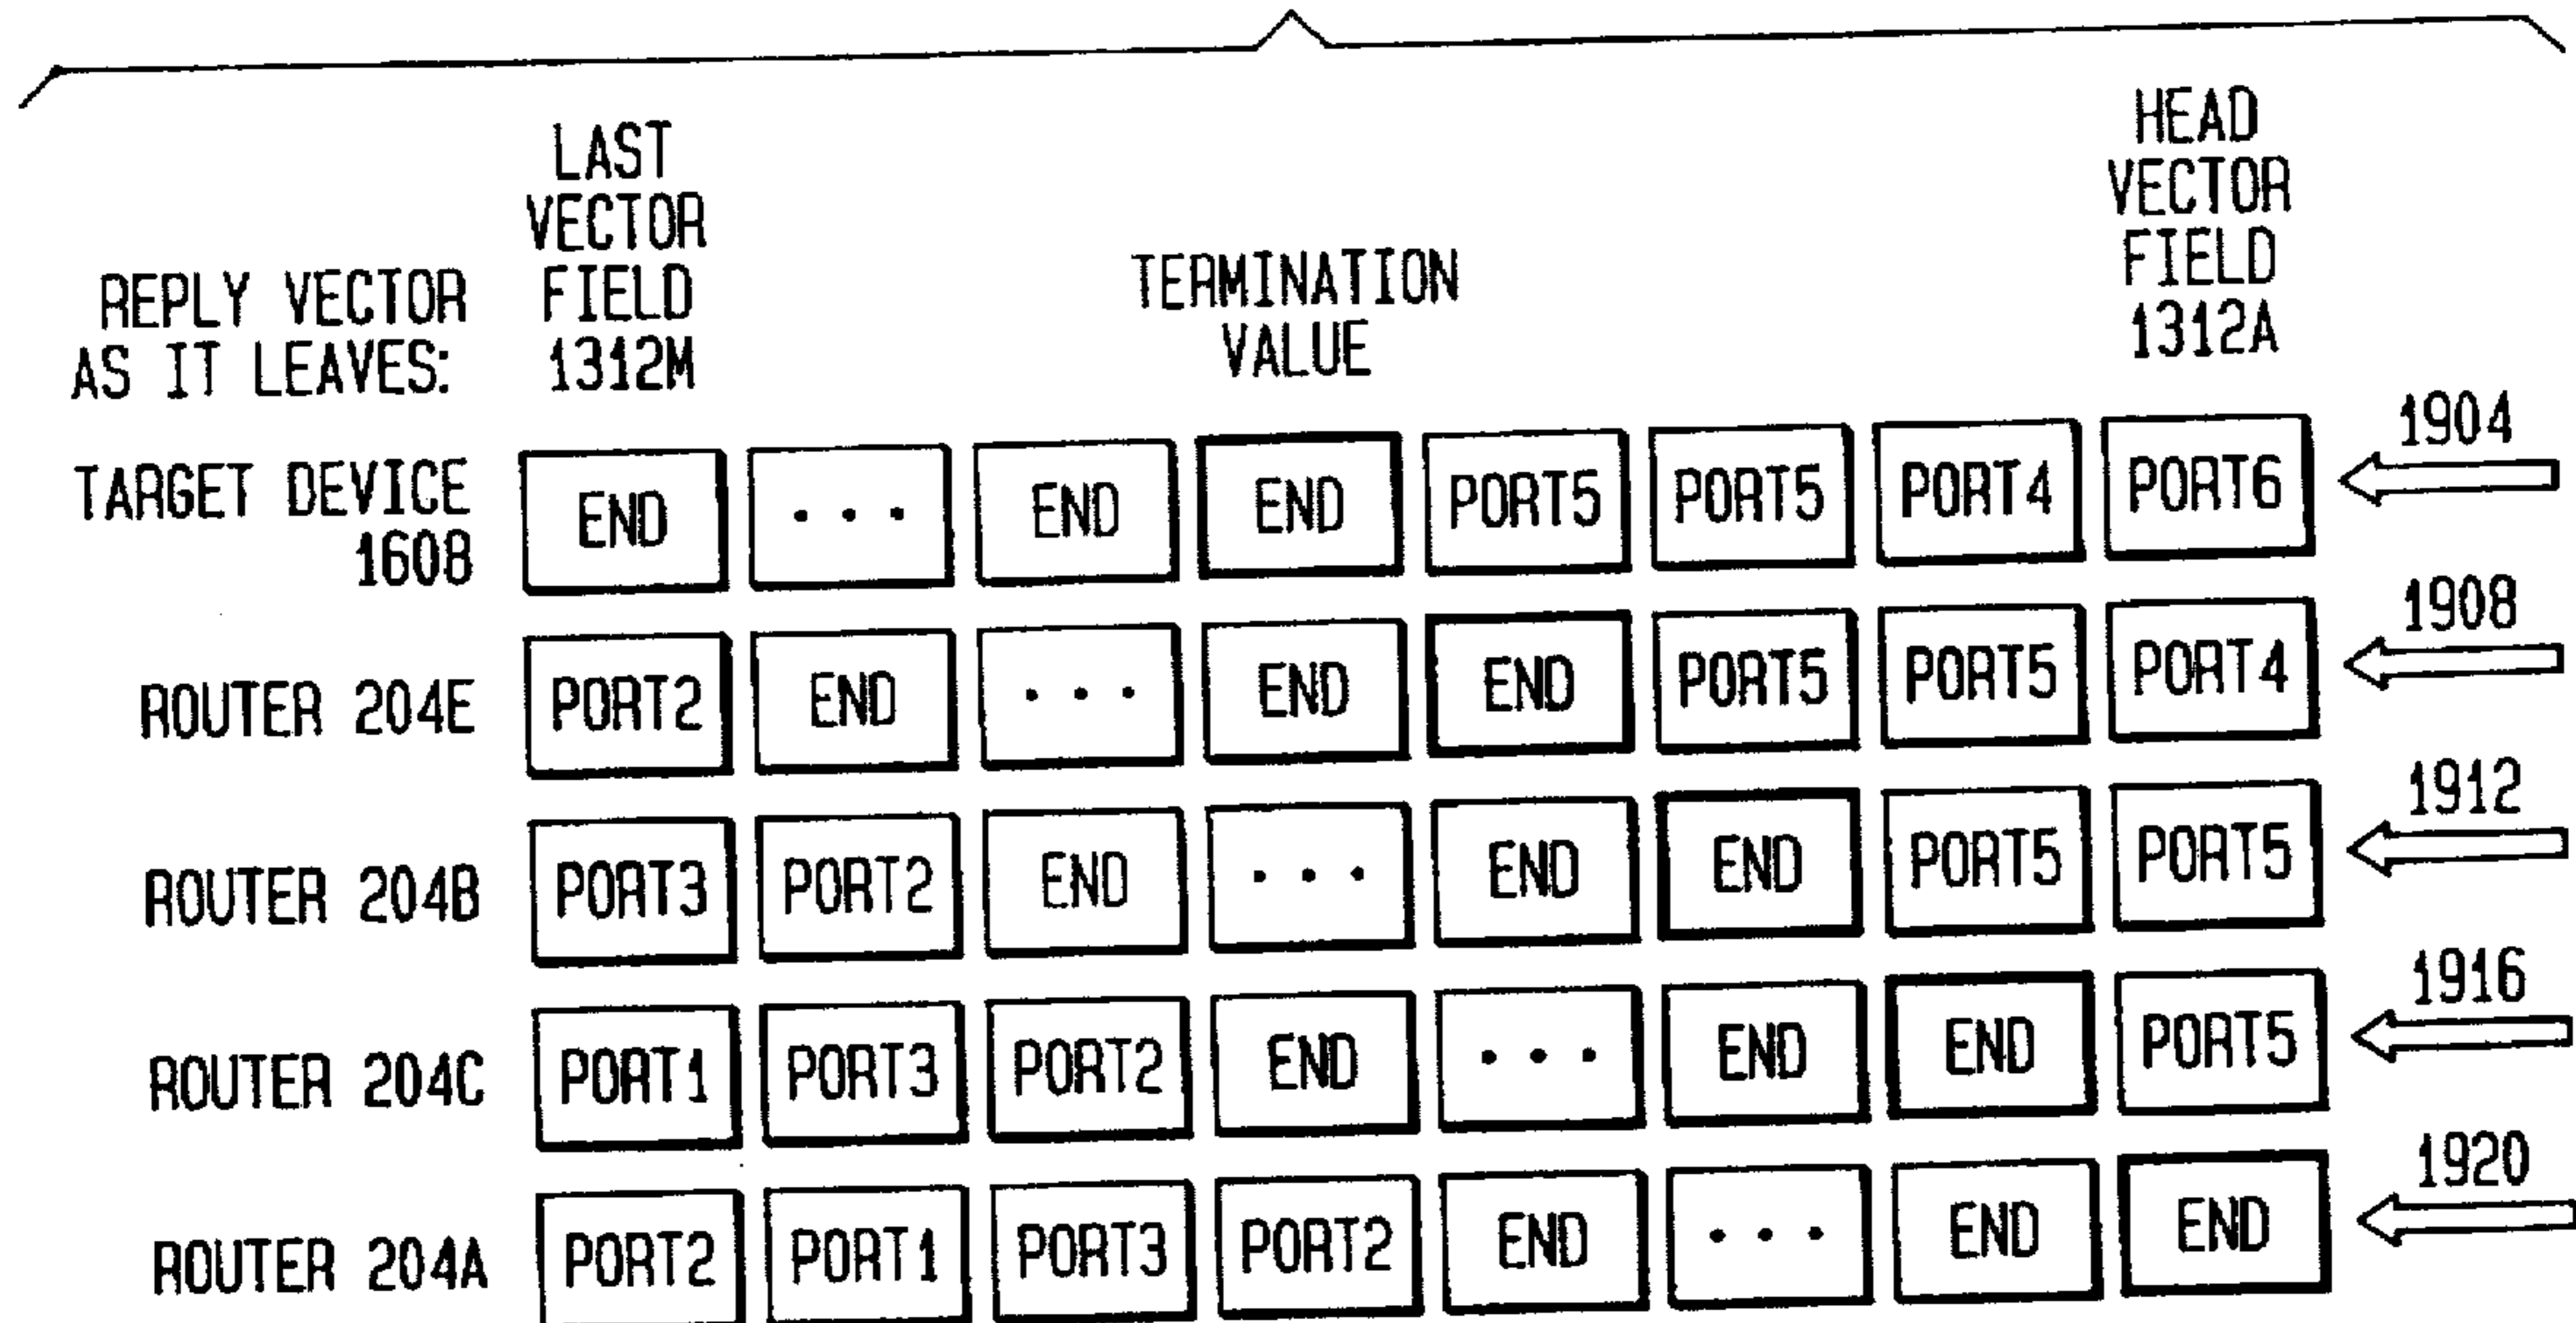 LAST
VECTOR
FIELD
1312M
REPLY VECTOR
AS IT LEAVES:
TERMINATION
VALUE
HEAD
VECTOR
FIELD
1312A
TARGET DEVICE
1608
END ... END END PORT5 PORT5 PORT4 PORT6 1904
ROUTER 204E PORT2 END ... END END PORT5 PORT5 PORT4 1908
ROUTER 204B PORT3 PORT2 END ... END END PORT5 PORT5 1912
ROUTER 204C PORT1 PORT3 PORT2 END ... END END PORT5 1916
ROUTER 204A PORT2 PORT1 PORT3 PORT2 END ... END END 1920